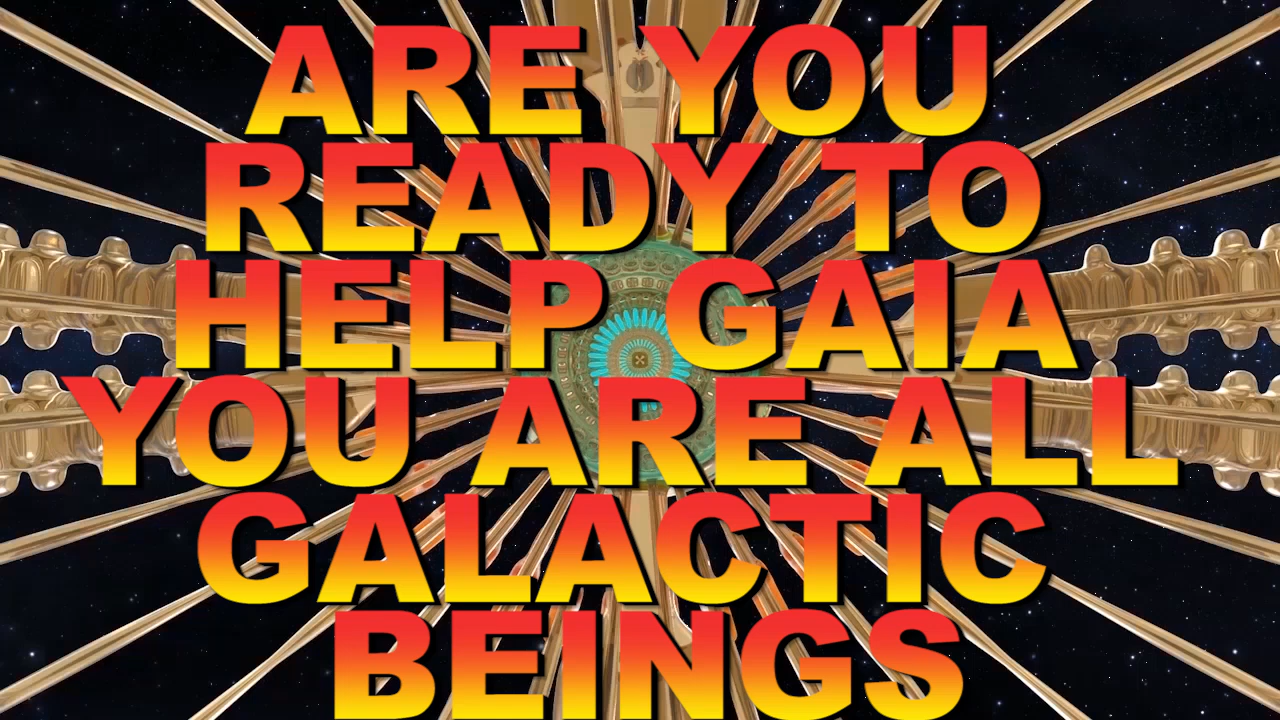 ARE YOU
READY TO
HELP GAIA
YOU ARE ALL
GALACTIC
BEINGS